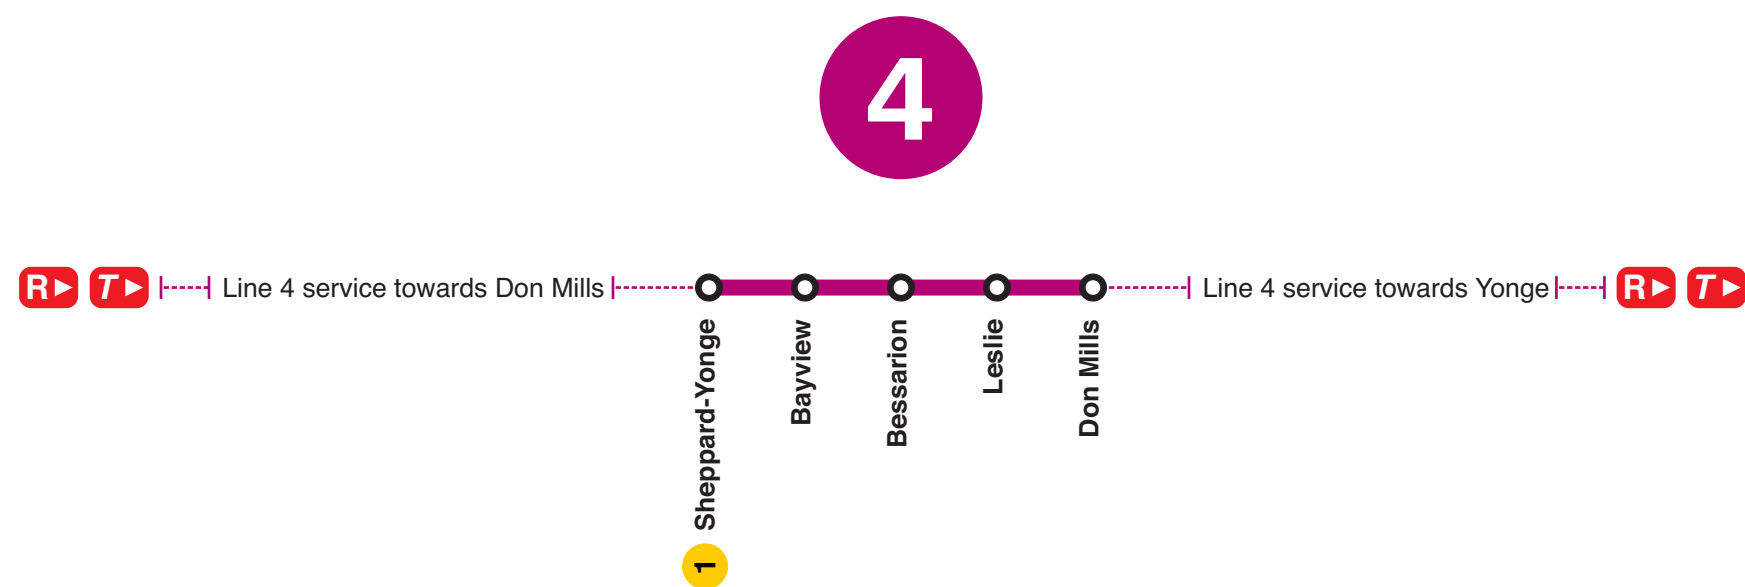 4
R T Line 4 service towards Don Mills
Line 4 service towards Yonge R T
Sheppard-Yonge
1
Bayview
Bessarion
Leslie
Don Mills